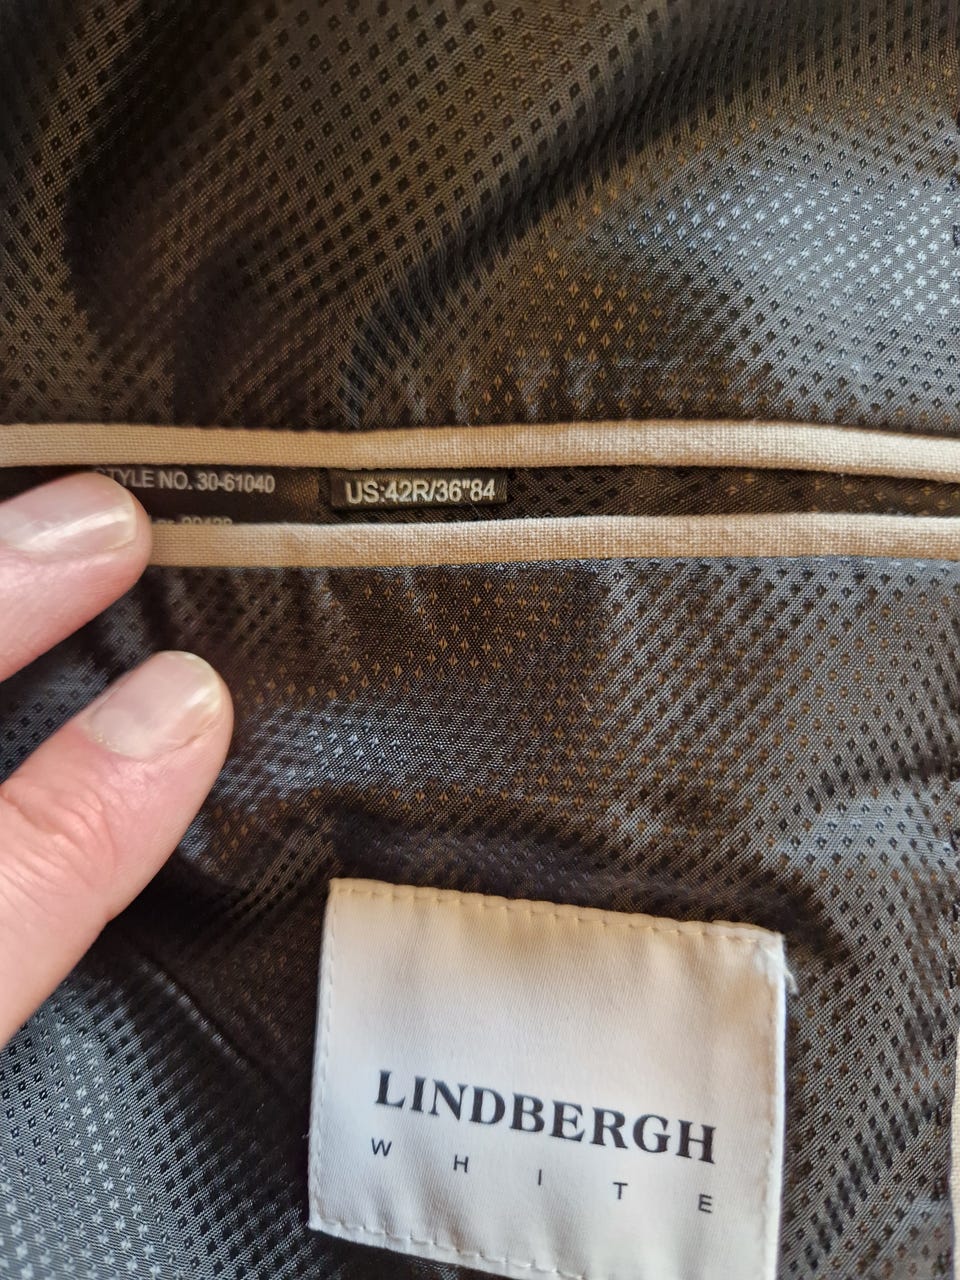 STYLE NO. 30-61040
US:42R/36"84
LINDBERGH
WHITE